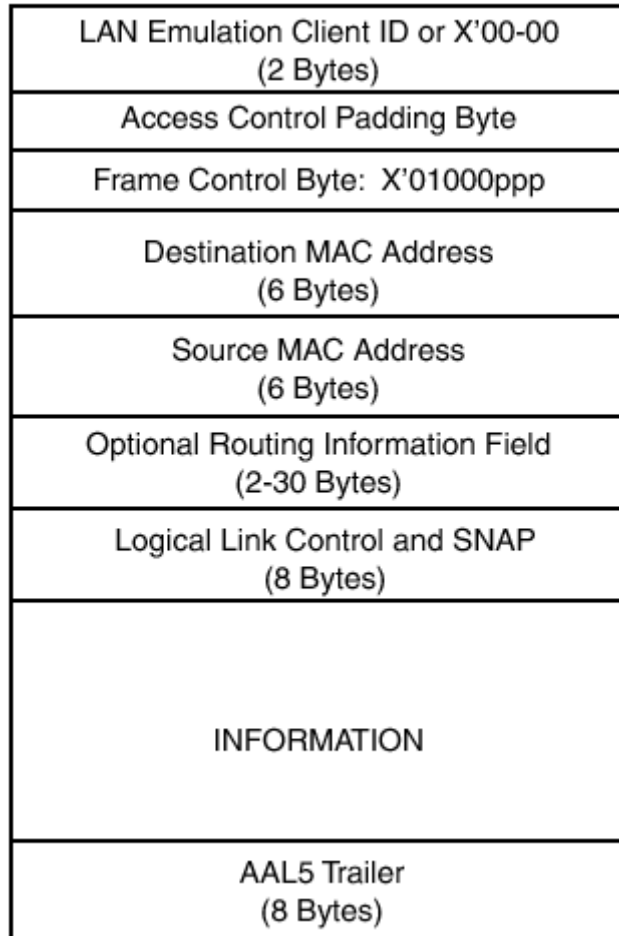 LAN Emulation Client ID or X'00-00
(2 Bytes)
Access Control Padding Byte
Frame Control Byte: X'01000ppp
Destination MAC Address
(6 Bytes)
Source MAC Address
(6 Bytes)
Optional Routing Information Field
(2-30 Bytes)
Logical Link Control and SNAP
(8 Bytes)
INFORMATION
AAL5 Trailer
(8 Bytes)